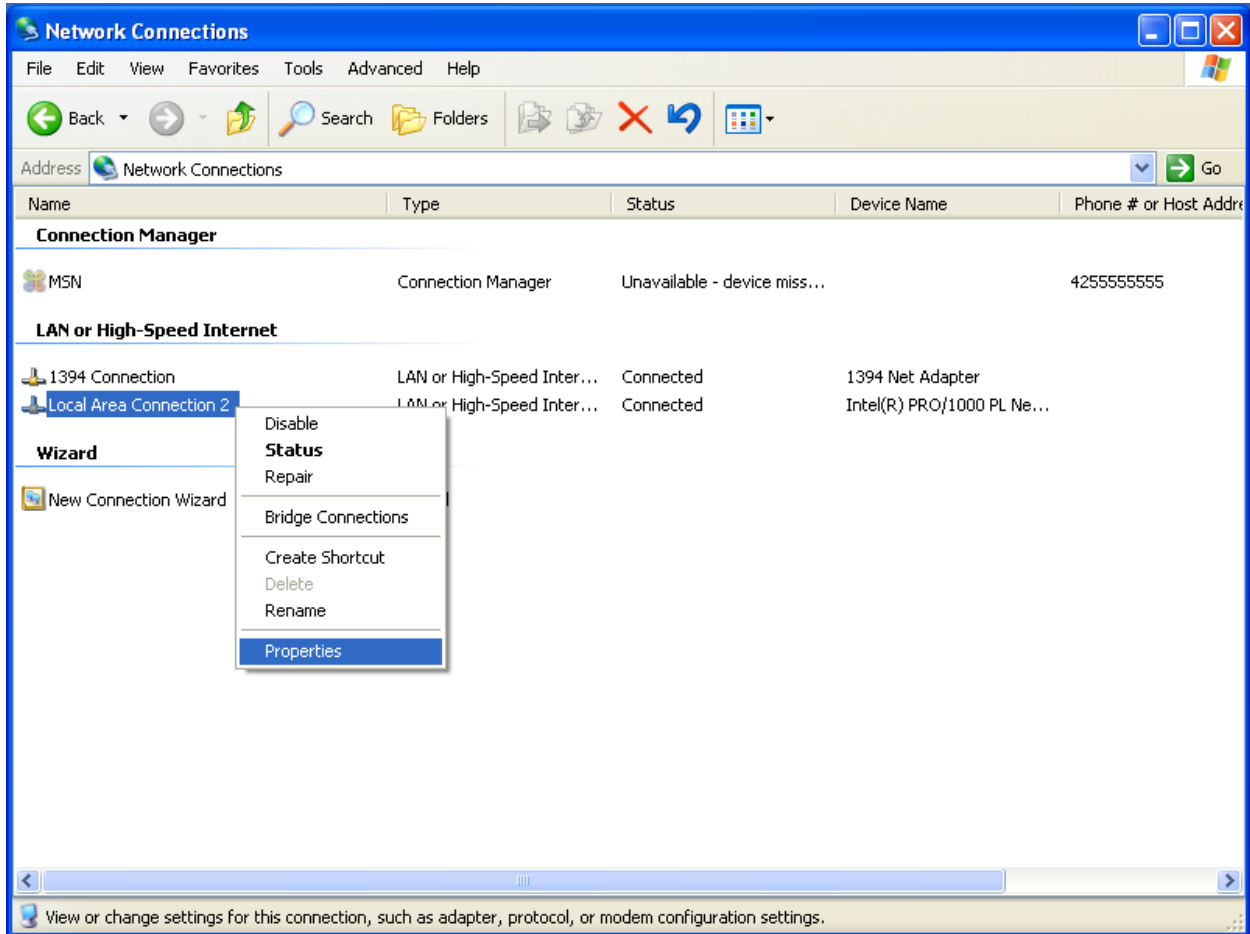 Network Connections
File Edit View Favorites Tools Advanced Help
Back Search Folders
Address Network Connections Go
Name Type Status Device Name Phone # or Host Addre
Connection Manager
MSN Connection Manager Unavailable - device miss... 4255555555
LAN or High-Speed Internet
1394 Connection LAN or High-Speed Inter... Connected 1394 Net Adapter
Local Area Connection 2 LAN or High-Speed Inter... Connected Intel(R) PRO/1000 PL Ne...
Disable
Wizard
Status
Repair
New Connection Wizard
Bridge Connections
Create Shortcut
Delete
Rename
Properties
View or change settings for this connection, such as adapter, protocol, or modem configuration settings.